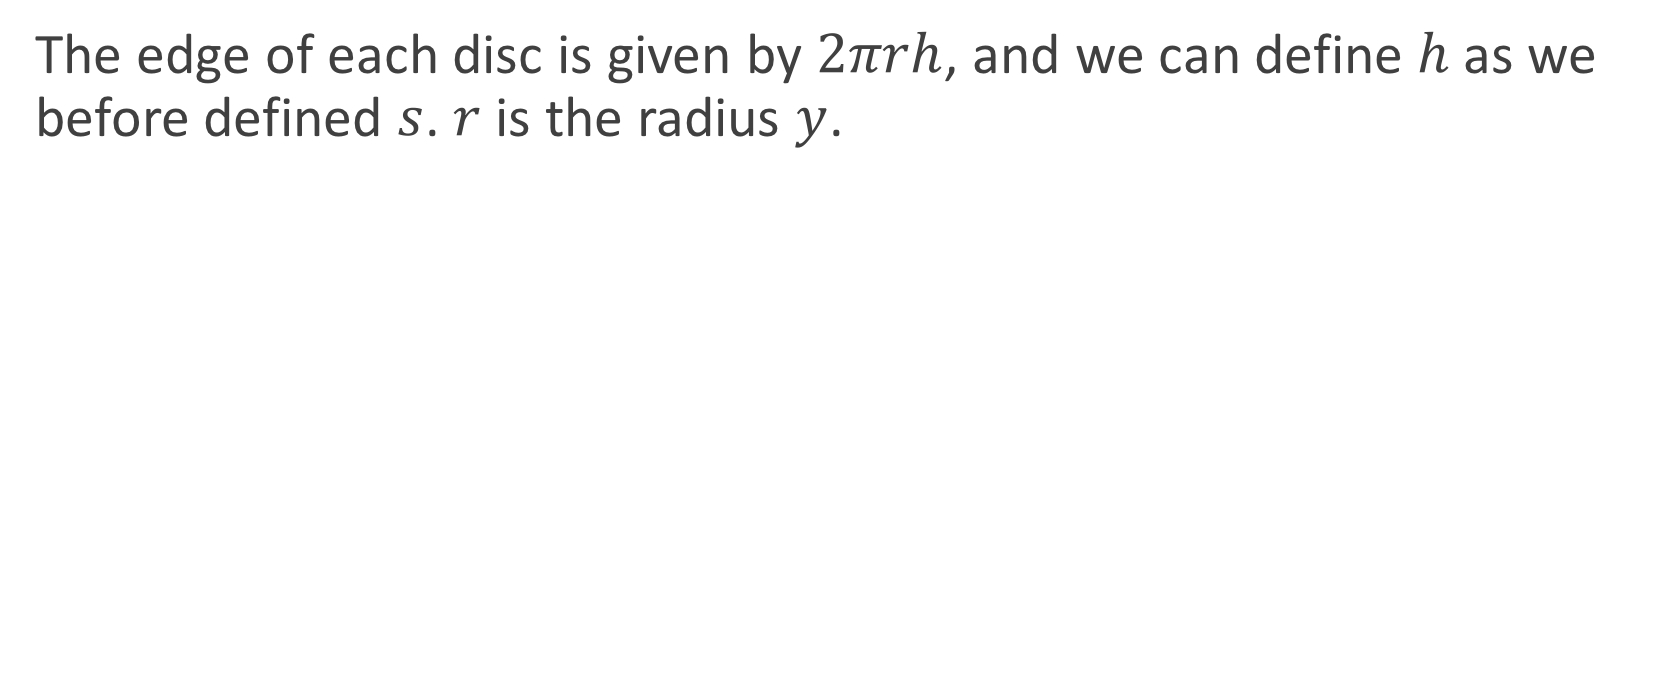 The edge of each disc is given by 2πrh, and we can define h as we
before defined s. r is the radius y.